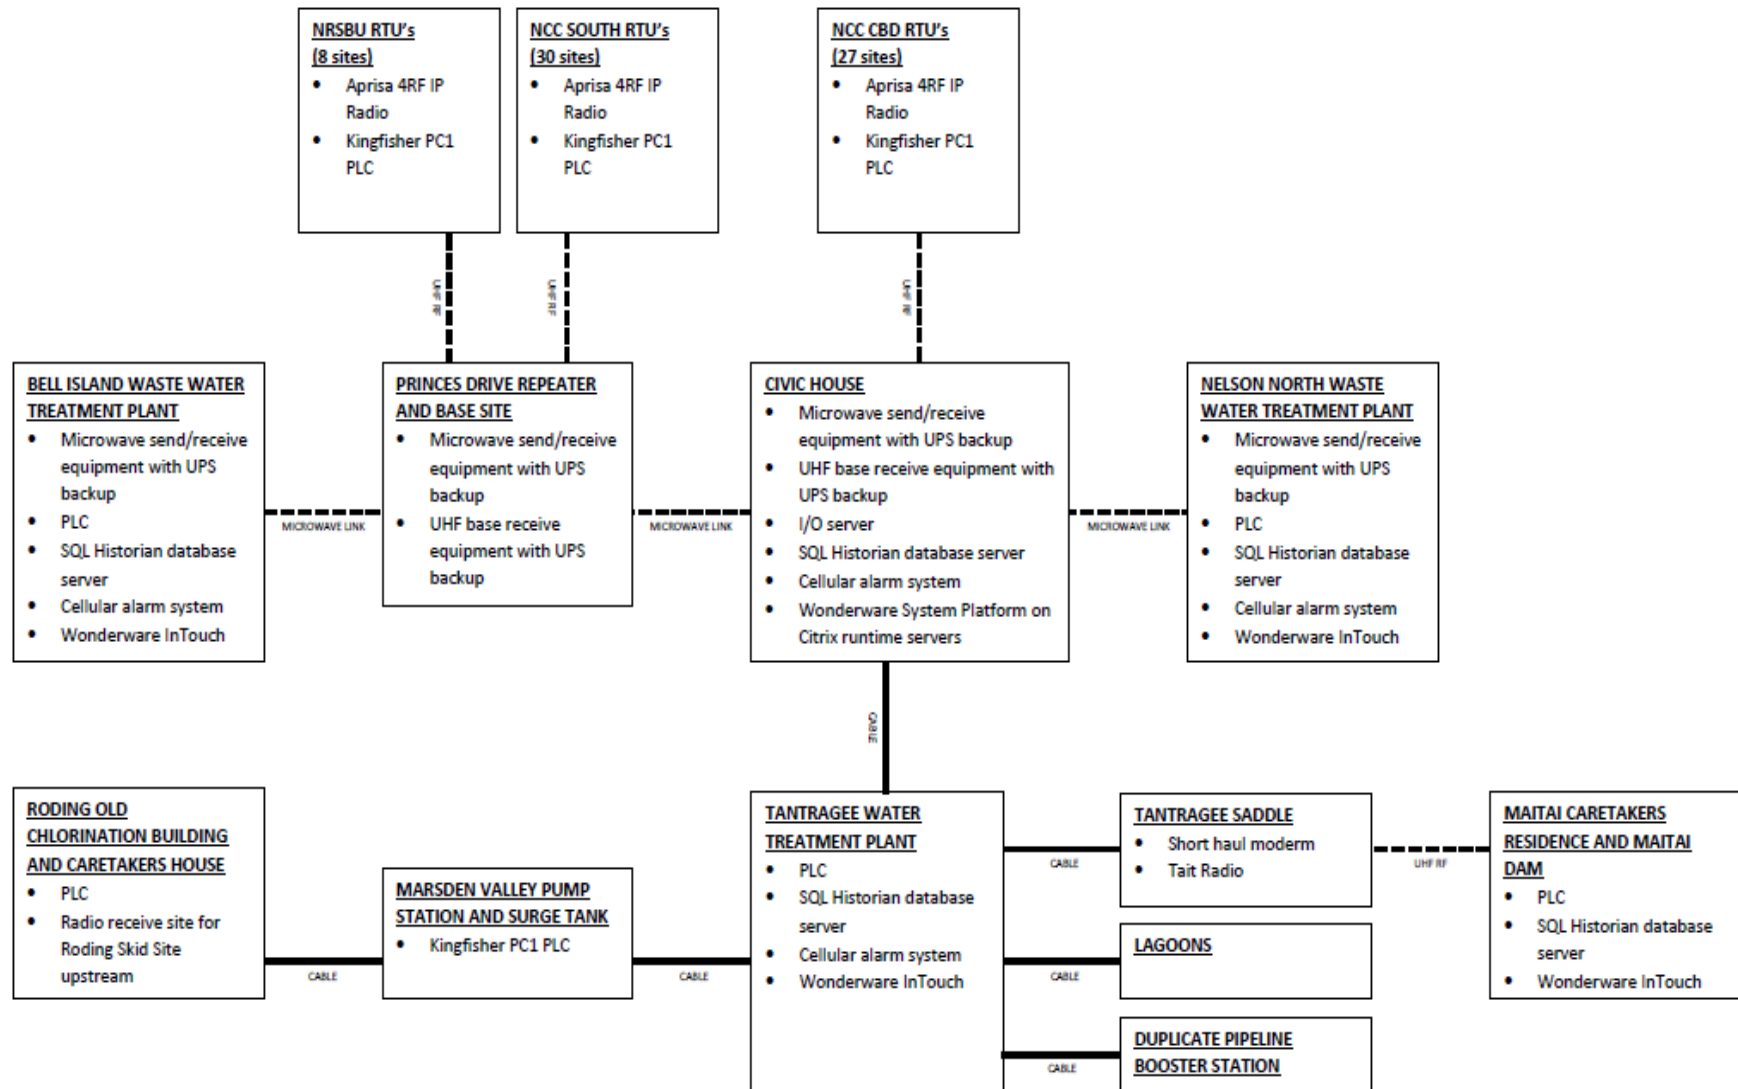 NRSBU RTU's
(8 sites)
• Aprisa 4RF IP
Radio
• Kingfisher PC1
PLC
NCC SOUTH RTU's
(30 sites)
• Aprisa 4RF IP
Radio
• Kingfisher PC1
PLC
NCC CBD RTU's
(27 sites)
• Aprisa 4RF IP
Radio
• Kingfisher PC1
PLC
UHF RF
UHF RF
UHF RF
BELL ISLAND WASTE WATER
TREATMENT PLANT
• Microwave send/receive
equipment with UPS
backup
• PLC
• SQL Historian database
server
• Cellular alarm system
• Wonderware InTouch
MICROWAVE LINK
PRINCES DRIVE REPEATER
AND BASE SITE
• Microwave send/receive
equipment with UPS
backup
• UHF base receive
equipment with UPS
backup
MICROWAVE LINK
CIVIC HOUSE
• Microwave send/receive
equipment with UPS backup
• UHF base receive equipment with
UPS backup
• I/O server
• SQL Historian database server
• Cellular alarm system
• Wonderware System Platform on
Citrix runtime servers
MICROWAVE LINK
NELSON NORTH WASTE
WATER TREATMENT PLANT
• Microwave send/receive
equipment with UPS
backup
• PLC
• SQL Historian database
server
• Cellular alarm system
• Wonderware InTouch
CABLE
RODING OLD
CHLORINATION BUILDING
AND CARETAKERS HOUSE
• PLC
• Radio receive site for
Roding Skid Site
upstream
CABLE
MARSDEN VALLEY PUMP
STATION AND SURGE TANK
• Kingfisher PC1 PLC
CABLE
TANTRAGEE WATER
TREATMENT PLANT
• PLC
• SQL Historian database
server
• Cellular alarm system
• Wonderware InTouch
CABLE
TANTRAGEE SADDLE
• Short haul moderm
• Tait Radio
UHF RF
MAITAI CARETAKERS
RESIDENCE AND MAITAI
DAM
• PLC
• SQL Historian database
server
• Wonderware InTouch
CABLE
LAGOONS
CABLE
DUPLICATE PIPELINE
BOOSTER STATION